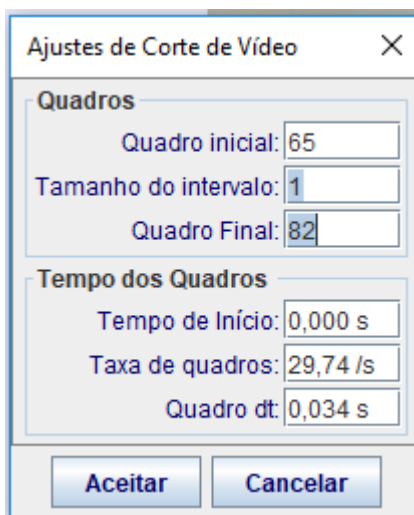 Ajustes de Corte de Vídeo
Quadros
Quadro inicial: 65
Tamanho do intervalo: 1
Quadro Final: 82
Tempo dos Quadros
Tempo de Início: 0,000 s
Taxa de quadros: 29,74 /s
Quadro dt: 0,034 s
Aceitar Cancelar